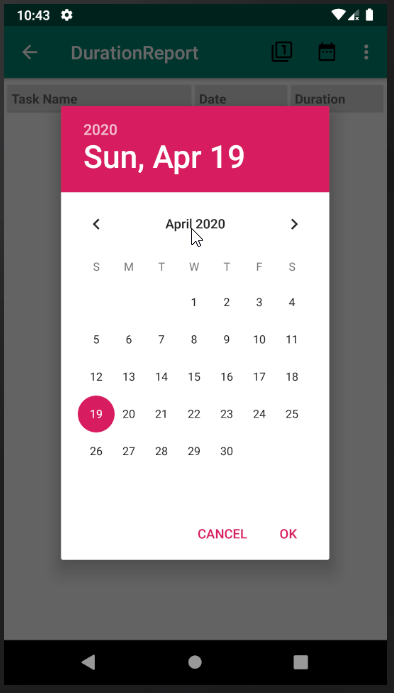 10:43
DurationReport
1
Task Name Date Duration
2020
Sun, Apr 19
April 2020
S M T W T F S
1 2 3 4
5 6 7 8 9 10 11
12 13 14 15 16 17 18
19 20 21 22 23 24 25
26 27 28 29 30
CANCEL OK